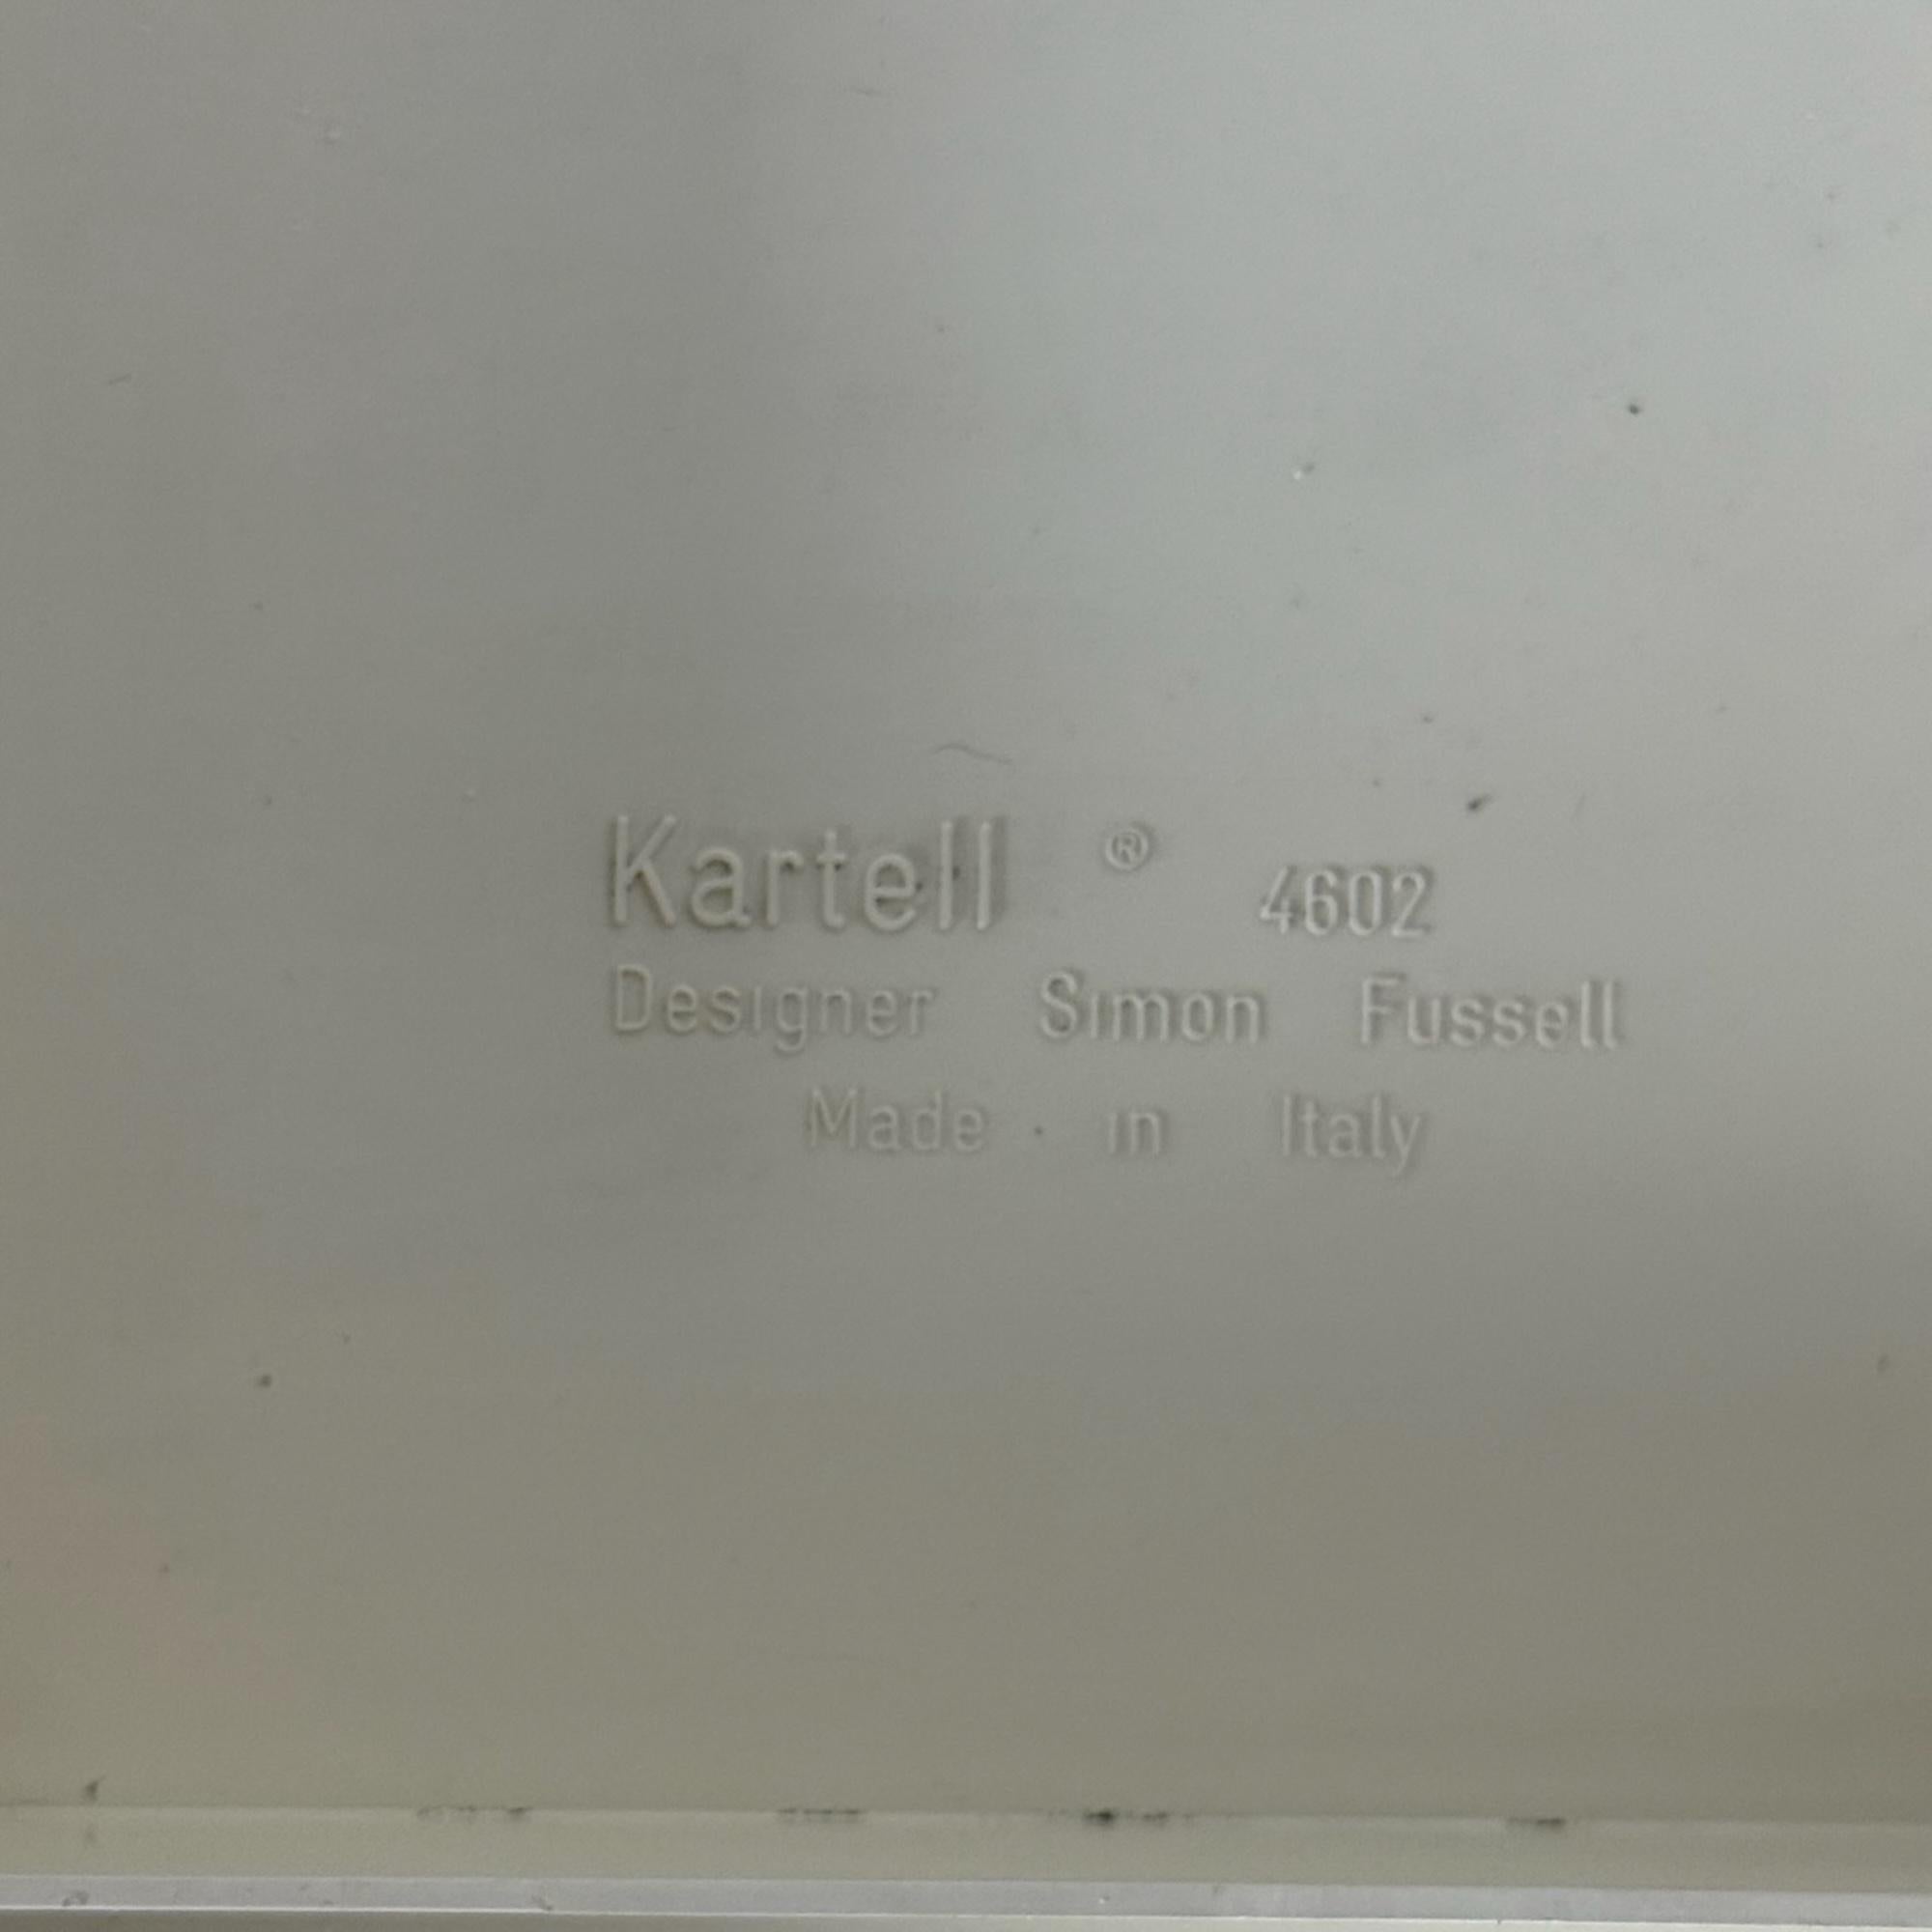 Kartell ® 4602
Designer Simon Fussell
Made in Italy